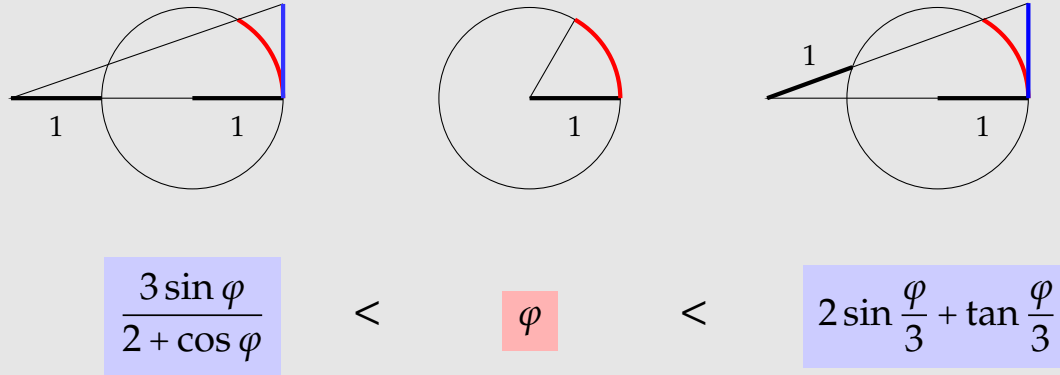 1 1 1 1 1
3 sin φ / 2 + cos φ < φ < 2 sin φ/3 + tan φ/3